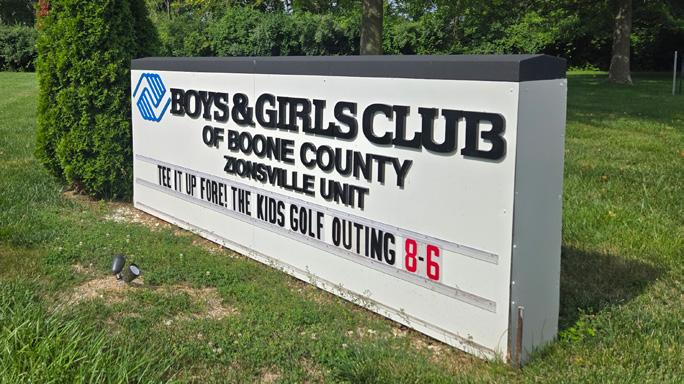 BOYS & GIRLS CLUB
OF BOONE COUNTY
ZIONSVILLE UNIT
TEE IT UP FORE! THE KIDS GOLF OUTING 8-6